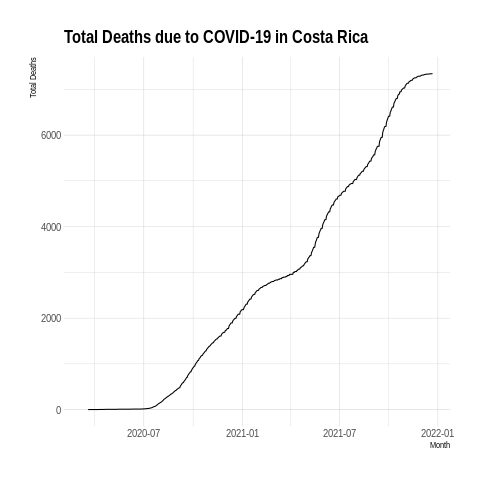 Total Deaths due to COVID-19 in Costa Rica
Total Deaths
6000
4000
2000
0
2020-07 2021-01 2021-07 2022-01
Month